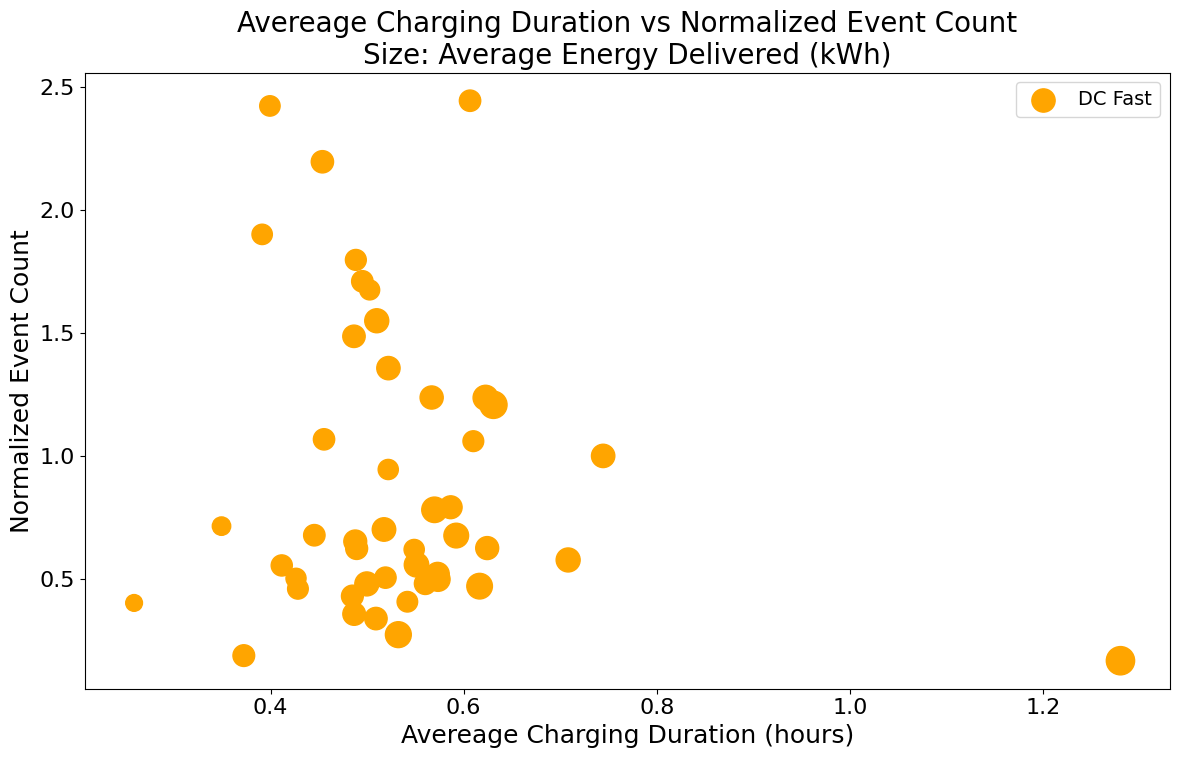 Avereage Charging Duration vs Normalized Event Count
Size: Average Energy Delivered (kWh)
DC Fast
2.5
2.0
1.5
1.0
0.5
Normalized Event Count
0.4
0.6
0.8
1.0
1.2
Avereage Charging Duration (hours)